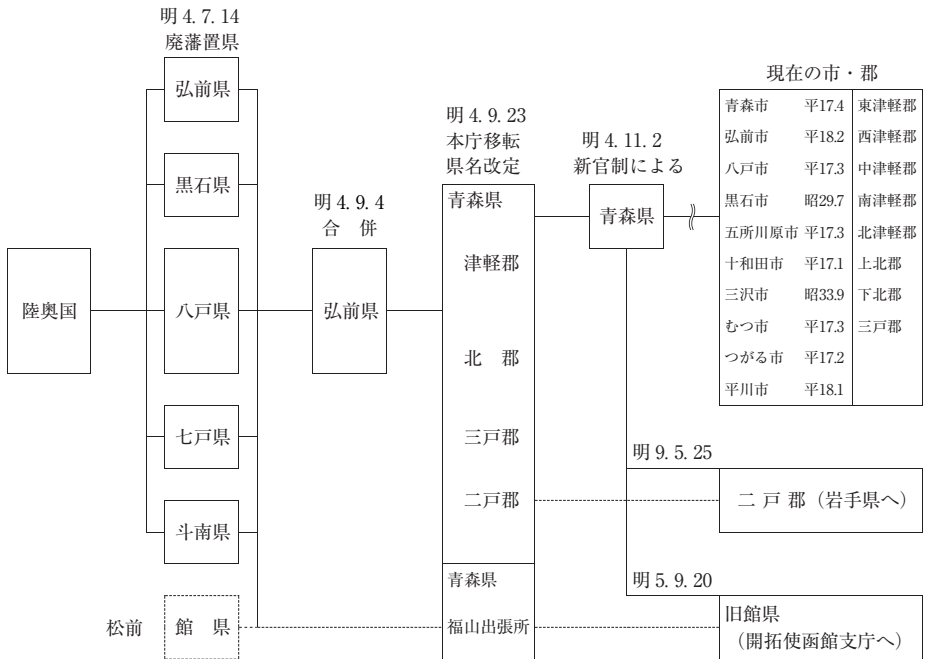 明 4.7.14
廃藩置県
陸奥国
弘前県
黒石県
八戸県
七戸県
斗南県
松前
館　県
明 4.9.4
合　併
弘前県
明 4.9.23
本庁移転
県名改定
青森県
津軽郡
北　郡
三戸郡
二戸郡
青森県
福山出張所
明 4.11.2
新官制による
青森県
現在の市・郡
青森市　平17.4　東津軽郡
弘前市　平18.2　西津軽郡
八戸市　平17.3　中津軽郡
黒石市　昭29.7　南津軽郡
五所川原市　平17.3　北津軽郡
十和田市　平17.1　上北郡
三沢市　昭33.9　下北郡
むつ市　平17.3　三戸郡
つがる市　平17.2
平川市　平18.1
明 9.5.25
二 戸 郡（岩手県へ）
明 5.9.20
旧館県
（開拓使函館支庁へ）